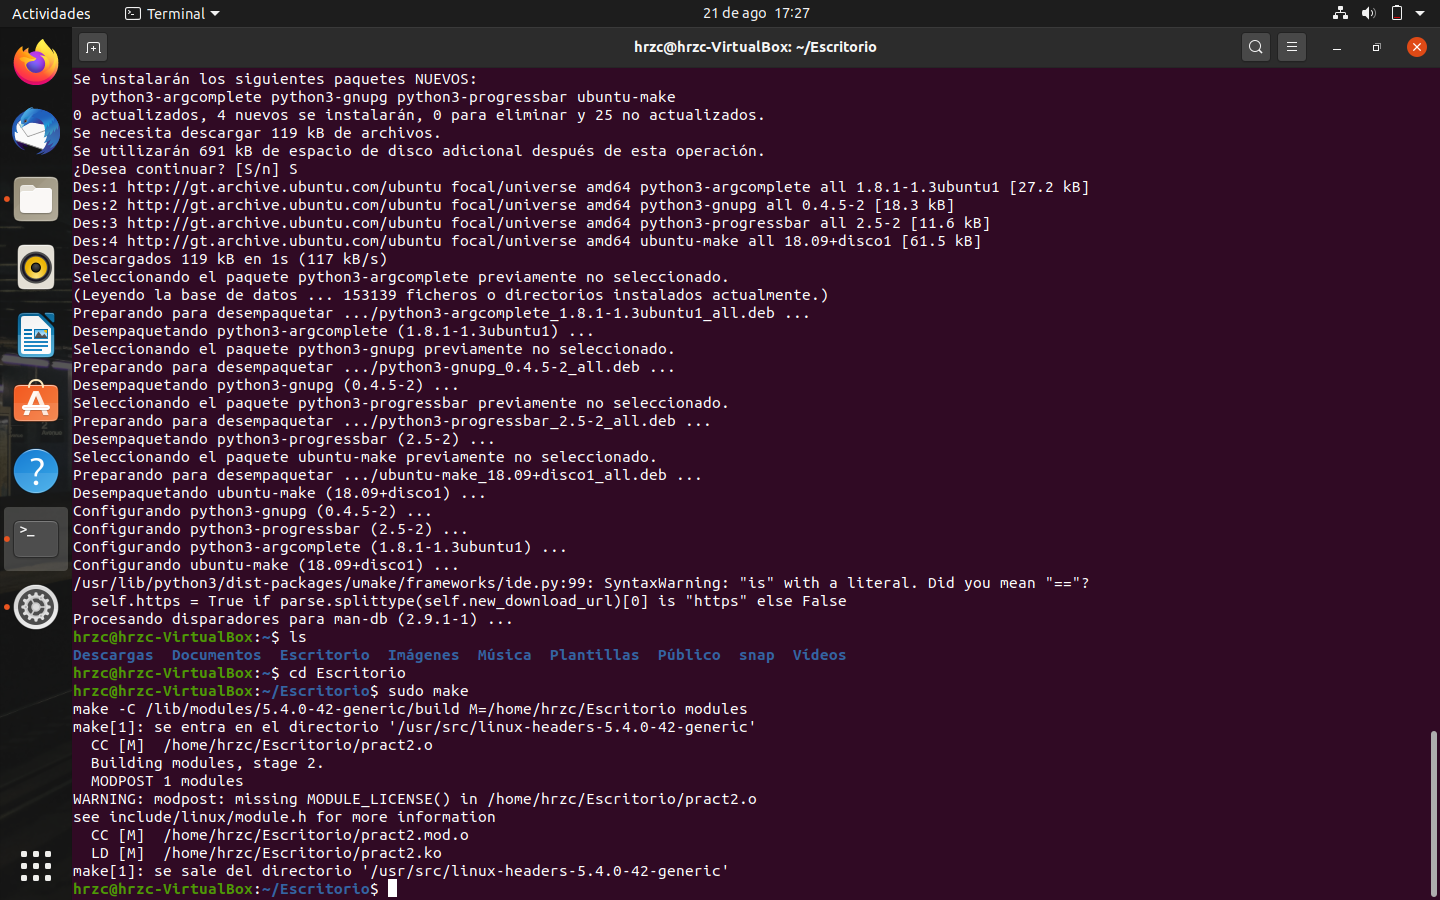 Actividades
Terminal
21 de ago 17:27
hrzc@hrzc-VirtualBox: ~/Escritorio
Se instalarán los siguientes paquetes NUEVOS:
python3-argcomplete python3-gnupg python3-progressbar ubuntu-make
0 actualizados, 4 nuevos se instalarán, 0 para eliminar y 25 no actualizados.
Se necesita descargar 119 kB de archivos.
Se utilizarán 691 kB de espacio de disco adicional después de esta operación.
¿Desea continuar? [S/n] S
Des:1 http://gt.archive.ubuntu.com/ubuntu focal/universe amd64 python3-argcomplete all 1.8.1-1.3ubuntu1 [27.2 kB]
Des:2 http://gt.archive.ubuntu.com/ubuntu focal/universe amd64 python3-gnupg all 0.4.5-2 [18.3 kB]
Des:3 http://gt.archive.ubuntu.com/ubuntu focal/universe amd64 python3-progressbar all 2.5-2 [11.6 kB]
Des:4 http://gt.archive.ubuntu.com/ubuntu focal/universe amd64 ubuntu-make all 18.09+disco1 [61.5 kB]
Descargados 119 kB en 1s (117 kB/s)
Seleccionando el paquete python3-argcomplete previamente no seleccionado.
(Leyendo la base de datos ... 153139 ficheros o directorios instalados actualmente.)
Preparando para desempaquetar .../python3-argcomplete_1.8.1-1.3ubuntu1_all.deb ...
Desempaquetando python3-argcomplete (1.8.1-1.3ubuntu1) ...
Seleccionando el paquete python3-gnupg previamente no seleccionado.
Preparando para desempaquetar .../python3-gnupg_0.4.5-2_all.deb ...
Desempaquetando python3-gnupg (0.4.5-2) ...
Seleccionando el paquete python3-progressbar previamente no seleccionado.
Preparando para desempaquetar .../python3-progressbar_2.5-2_all.deb ...
Desempaquetando python3-progressbar (2.5-2) ...
Seleccionando el paquete ubuntu-make previamente no seleccionado.
Preparando para desempaquetar .../ubuntu-make_18.09+disco1_all.deb ...
Desempaquetando ubuntu-make (18.09+disco1) ...
Configurando python3-gnupg (0.4.5-2) ...
Configurando python3-progressbar (2.5-2) ...
Configurando python3-argcomplete (1.8.1-1.3ubuntu1) ...
Configurando ubuntu-make (18.09+disco1) ...
/usr/lib/python3/dist-packages/umake/frameworks/ide.py:99: SyntaxWarning: "is" with a literal. Did you mean "=="?
self.https = True if parse.splittype(self.new_download_url)[0] is "https" else False
Procesando disparadores para man-db (2.9.1-1) ...
hrzc@hrzc-VirtualBox:~$ ls
Descargas Documentos Escritorio Imágenes Música Plantillas Público snap Vídeos
hrzc@hrzc-VirtualBox:~$ cd Escritorio
hrzc@hrzc-VirtualBox:~/Escritorio$ sudo make
make -C /lib/modules/5.4.0-42-generic/build M=/home/hrzc/Escritorio modules
make[1]: se entra en el directorio '/usr/src/linux-headers-5.4.0-42-generic'
CC [M] /home/hrzc/Escritorio/pract2.o
Building modules, stage 2.
MODPOST 1 modules
WARNING: modpost: missing MODULE_LICENSE() in /home/hrzc/Escritorio/pract2.o
see include/linux/module.h for more information
CC [M] /home/hrzc/Escritorio/pract2.mod.o
LD [M] /home/hrzc/Escritorio/pract2.ko
make[1]: se sale del directorio '/usr/src/linux-headers-5.4.0-42-generic'
hrzc@hrzc-VirtualBox:~/Escritorio$